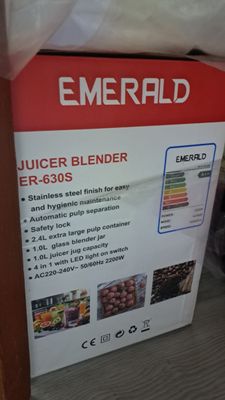 EMERALD
JUICER BLENDER
ER-630S
• Stainless steel finish for easy
and hygienic maintenance
• Automatic pulp separation
• Safety lock
• 2.4L extra large pulp container
• 1.0L glass blender jar
• 1.0L juicer jug capacity
• 4 in 1 with LED light on switch
• AC220-240V~ 50/60Hz 2200W
EMERALD